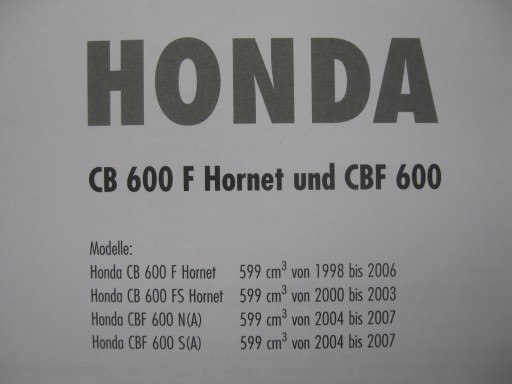 HONDA
CB 600 F Hornet und CBF 600
Modelle:
Honda CB 600 F Hornet 599 cm³ von 1998 bis 2006
Honda CB 600 FS Hornet 599 cm³ von 2000 bis 2003
Honda CBF 600 N(A) 599 cm³ von 2004 bis 2007
Honda CBF 600 S(A) 599 cm³ von 2004 bis 2007